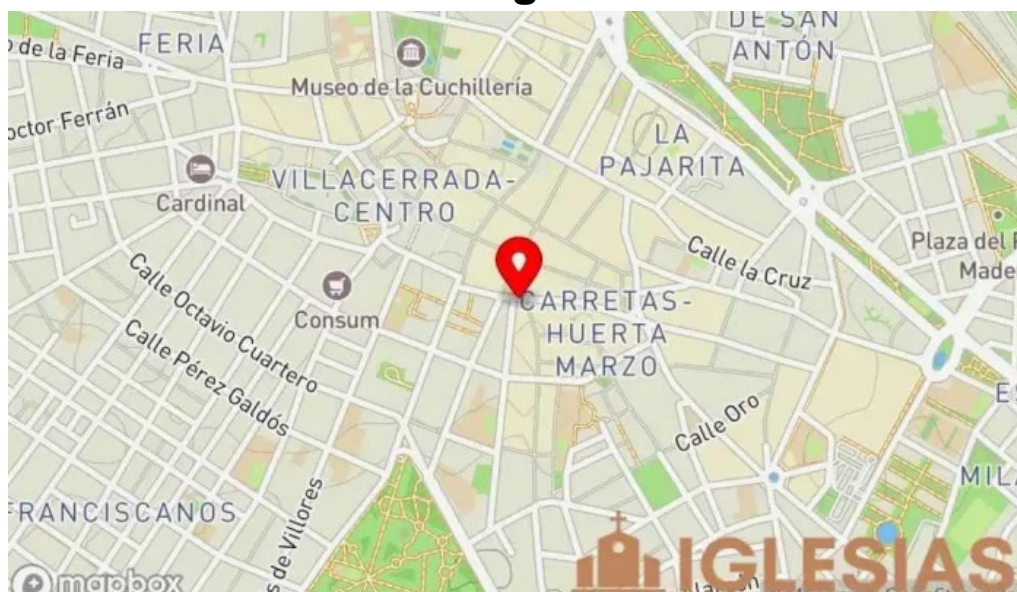 FERIA
o de la Feria
DE SAN
ANTÓN
Museo de la Cuchillería
octor Ferrán
LA
PAJARITA
Cardinal
VILLACERRADA-
CENTRO
Calle la Cruz
Plaza del
Made
Consum
Calle Octavio Cuartero
CARRETAS-
HUERTA
MARZO
Calle Pérez Galdós
Calle Oro
ES
MIL
FRANCISCANOS
s de Villores
IGLESIAS
mapbox